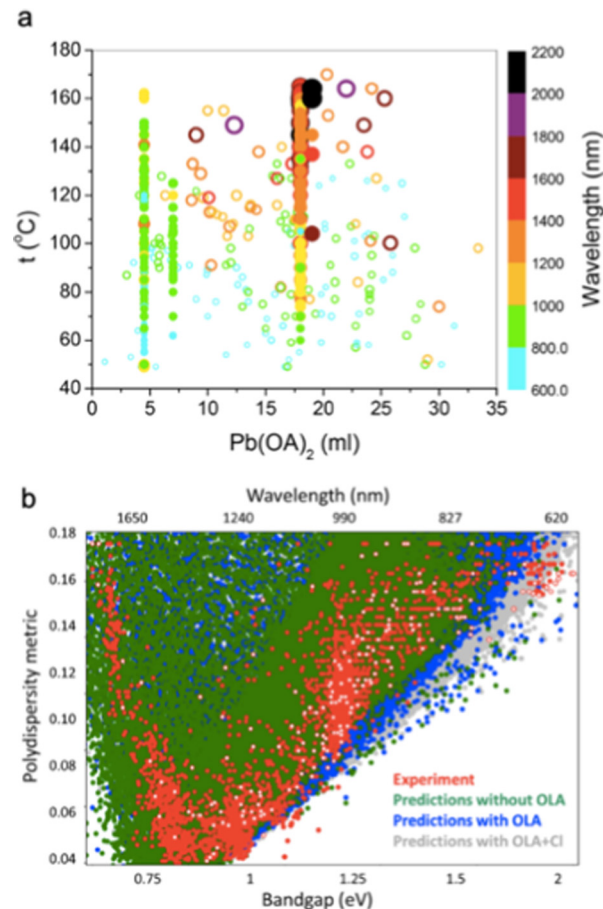 a
180
160
140
120
100
80
60
40
t (°C)
0 5 10 15 20 25 30 35
Pb(OA)2 (ml)
2200
2000
1800
1600
1400
1200
1000
800.0
600.0
Wavelength (nm)
b
Wavelength (nm)
1650 1240 990 827 620
0.18
0.16
0.14
0.12
0.10
0.08
0.06
0.04
Polydispersity metric
Experiment
Predictions without OLA
Predictions with OLA
Predictions with OLA+Cl
0.75 1 1.25 1.5 2
Bandgap (eV)